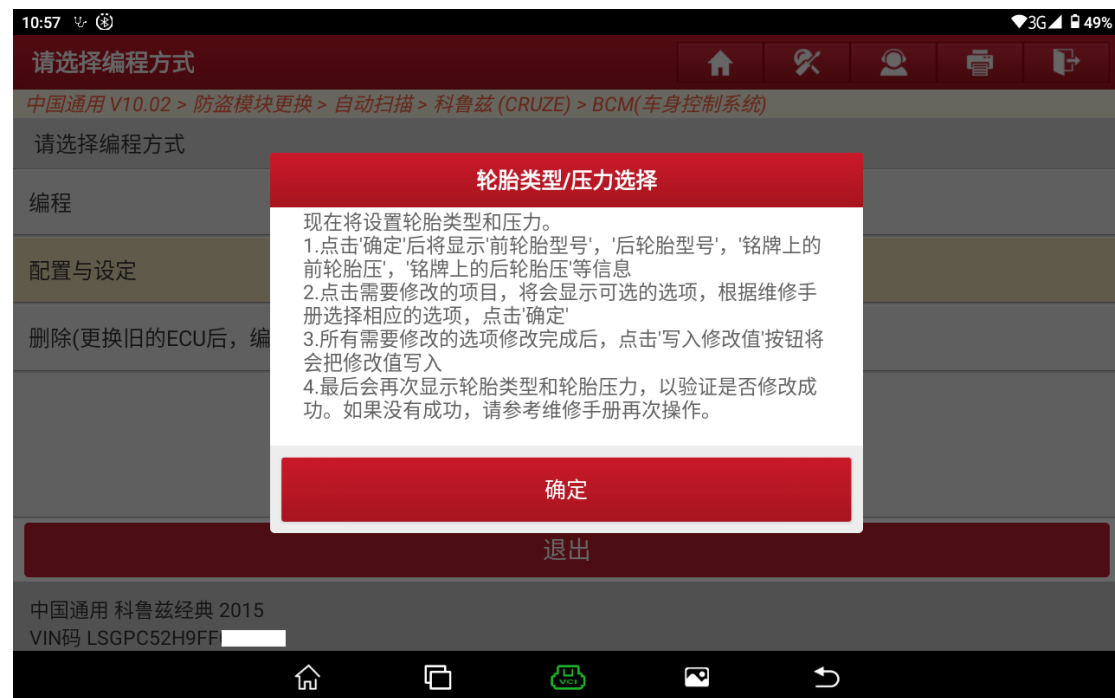 10:57
3G
49%
请选择编程方式
中国通用 V10.02 > 防盗模块更换 > 自动扫描 > 科鲁兹 (CRUZE) > BCM(车身控制系统)
请选择编程方式
编程
配置与设定
删除(更换旧的ECU后，编
轮胎类型/压力选择
现在将设置轮胎类型和压力。
1.点击'确定'后将显示'前轮胎型号'，'后轮胎型号'，'铭牌上的
前轮胎压'，'铭牌上的后轮胎压'等信息
2.点击需要修改的项目，将会显示可选的选项，根据维修手
册选择相应的选项，点击'确定'
3.所有需要修改的选项修改完成后，点击'写入修改值'按钮将
会把修改值写入
4.最后会再次显示轮胎类型和轮胎压力，以验证是否修改成
功。如果没有成功，请参考维修手册再次操作。
确定
退出
中国通用 科鲁兹经典 2015
VIN码 LSGPC52H9FF
VCI